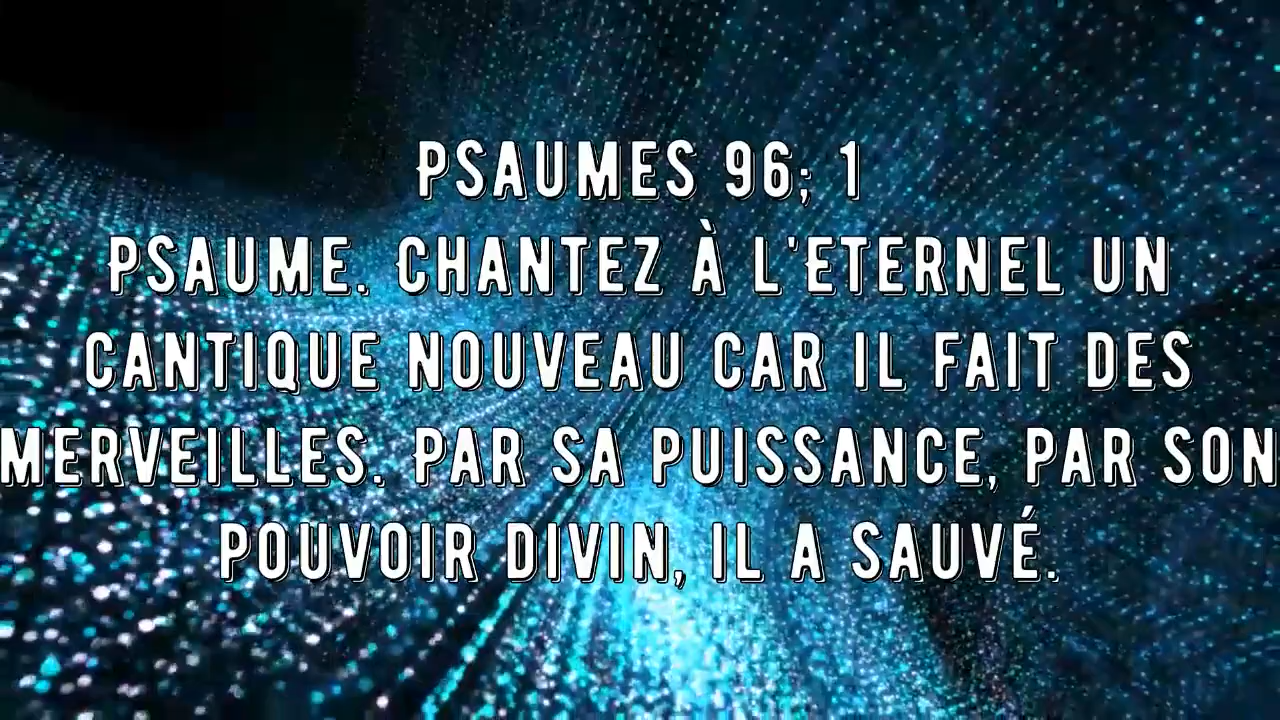 PSAUMES 96; 1
PSAUME. CHANTEZ À L'ETERNEL UN
CANTIQUE NOUVEAU CAR IL FAIT DES
MERVEILLES. PAR SA PUISSANCE, PAR SON
POUVOIR DIVIN, IL A SAUVÉ.